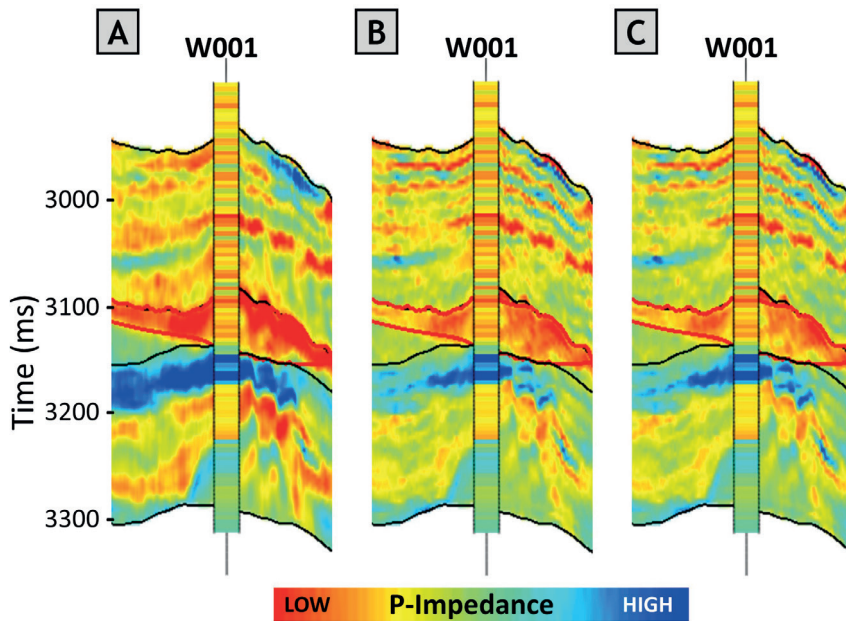 A
W001
B
W001
C
W001
3000
3100
3200
3300
Time (ms)
LOW
P-Impedance
HIGH